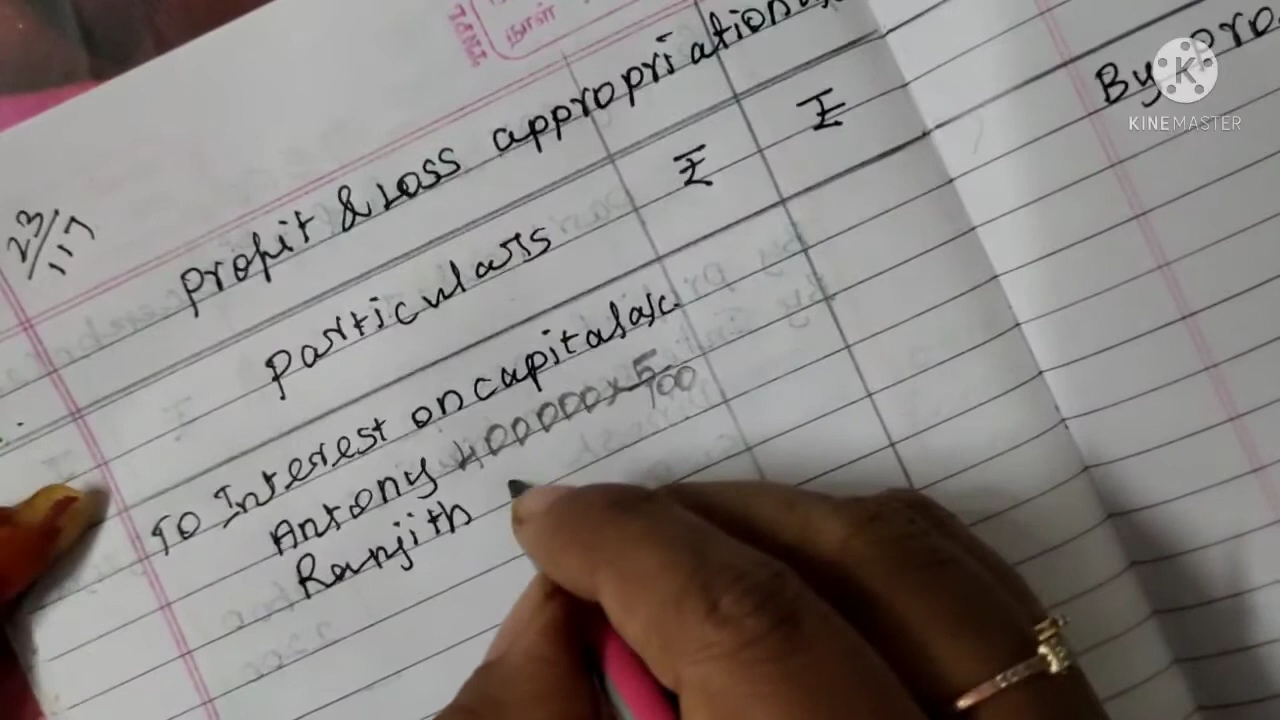 நாள்
23/117
Profit & Loss appropriation
Particulars ₹ ₹
To Interest on capital a/c
Antony 400000 x 5/100
Ranjith
By pro
KINEMASTER